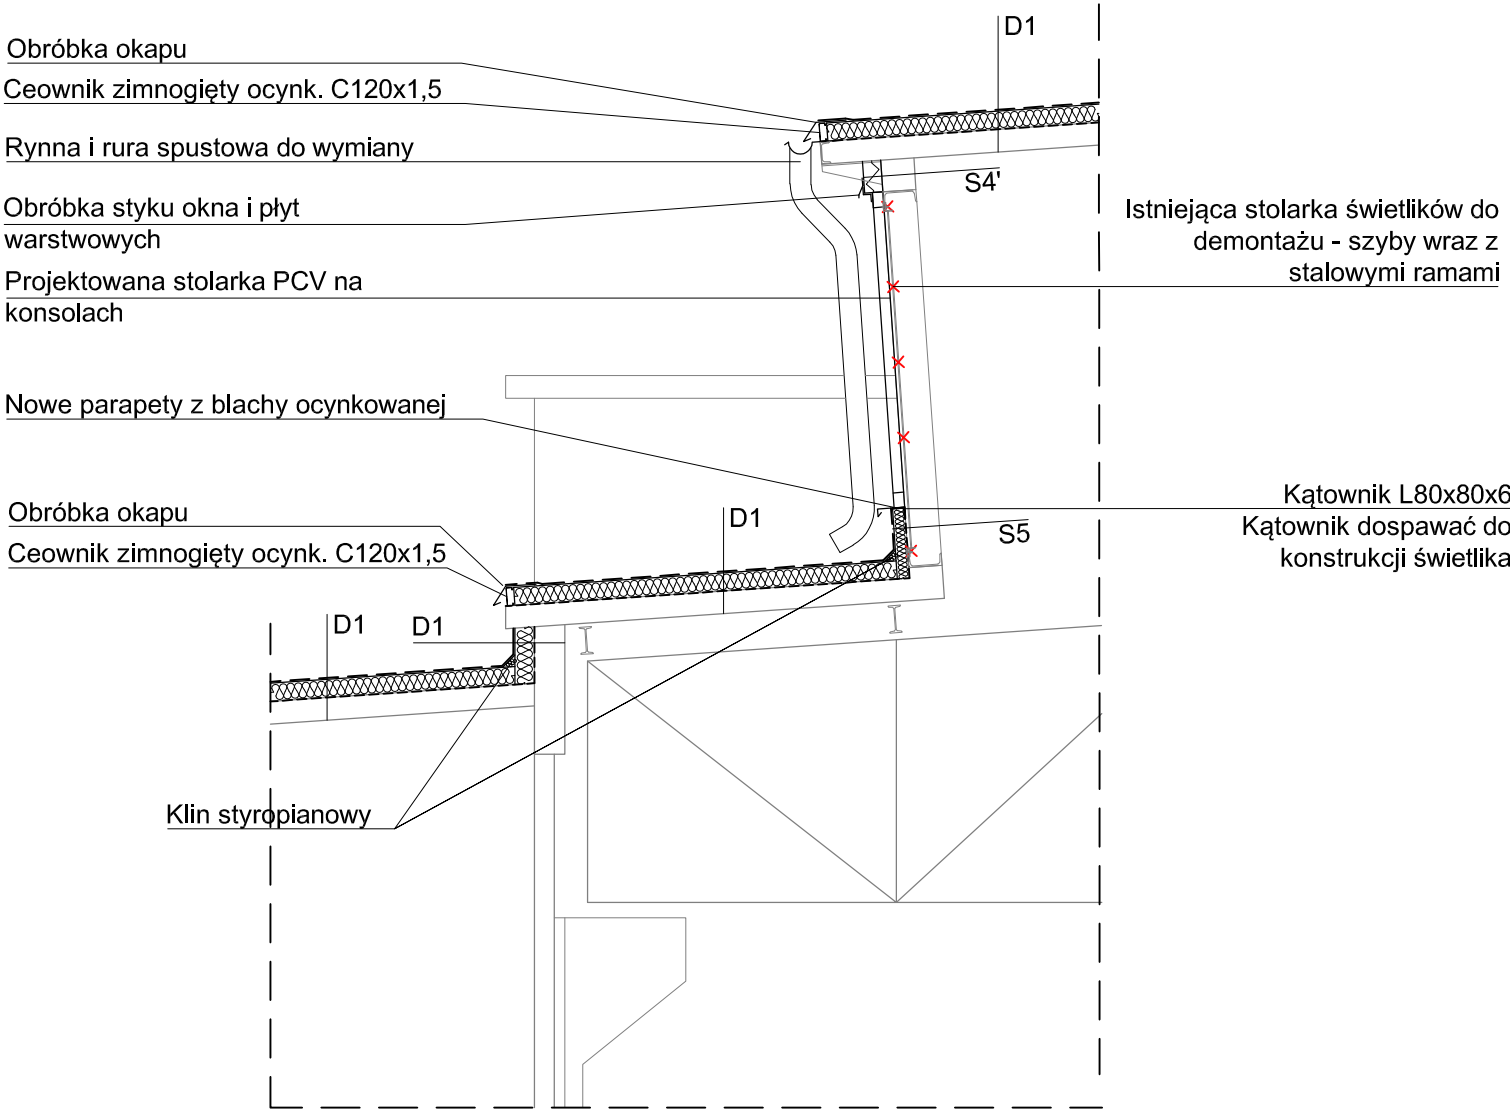 D1
Obróbka okapu
Ceownik zimnogięty ocynk. C120x1,5
Rynna i rura spustowa do wymiany
S4'
Obróbka styku okna i płyt
warstwowych
Istniejąca stolarka świetlików do
demontażu - szyby wraz z
stalowymi ramami
Projektowana stolarka PCV na
konsolach
Nowe parapety z blachy ocynkowanej
Kątownik L80x80x6
Kątownik dospawać do
konstrukcji świetlika
Obróbka okapu
D1
S5
Ceownik zimnogięty ocynk. C120x1,5
D1
D1
Klin styropianowy